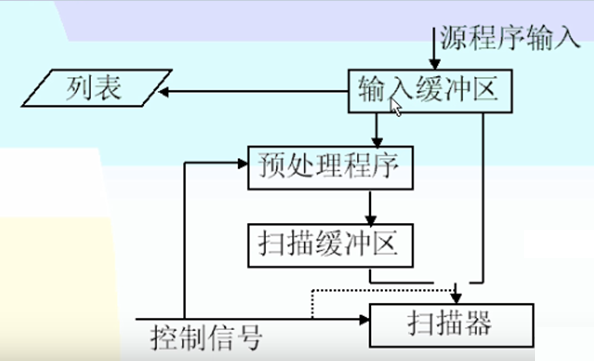 源程序输入
列表
输入缓冲区
预处理程序
扫描缓冲区
扫描器
控制信号